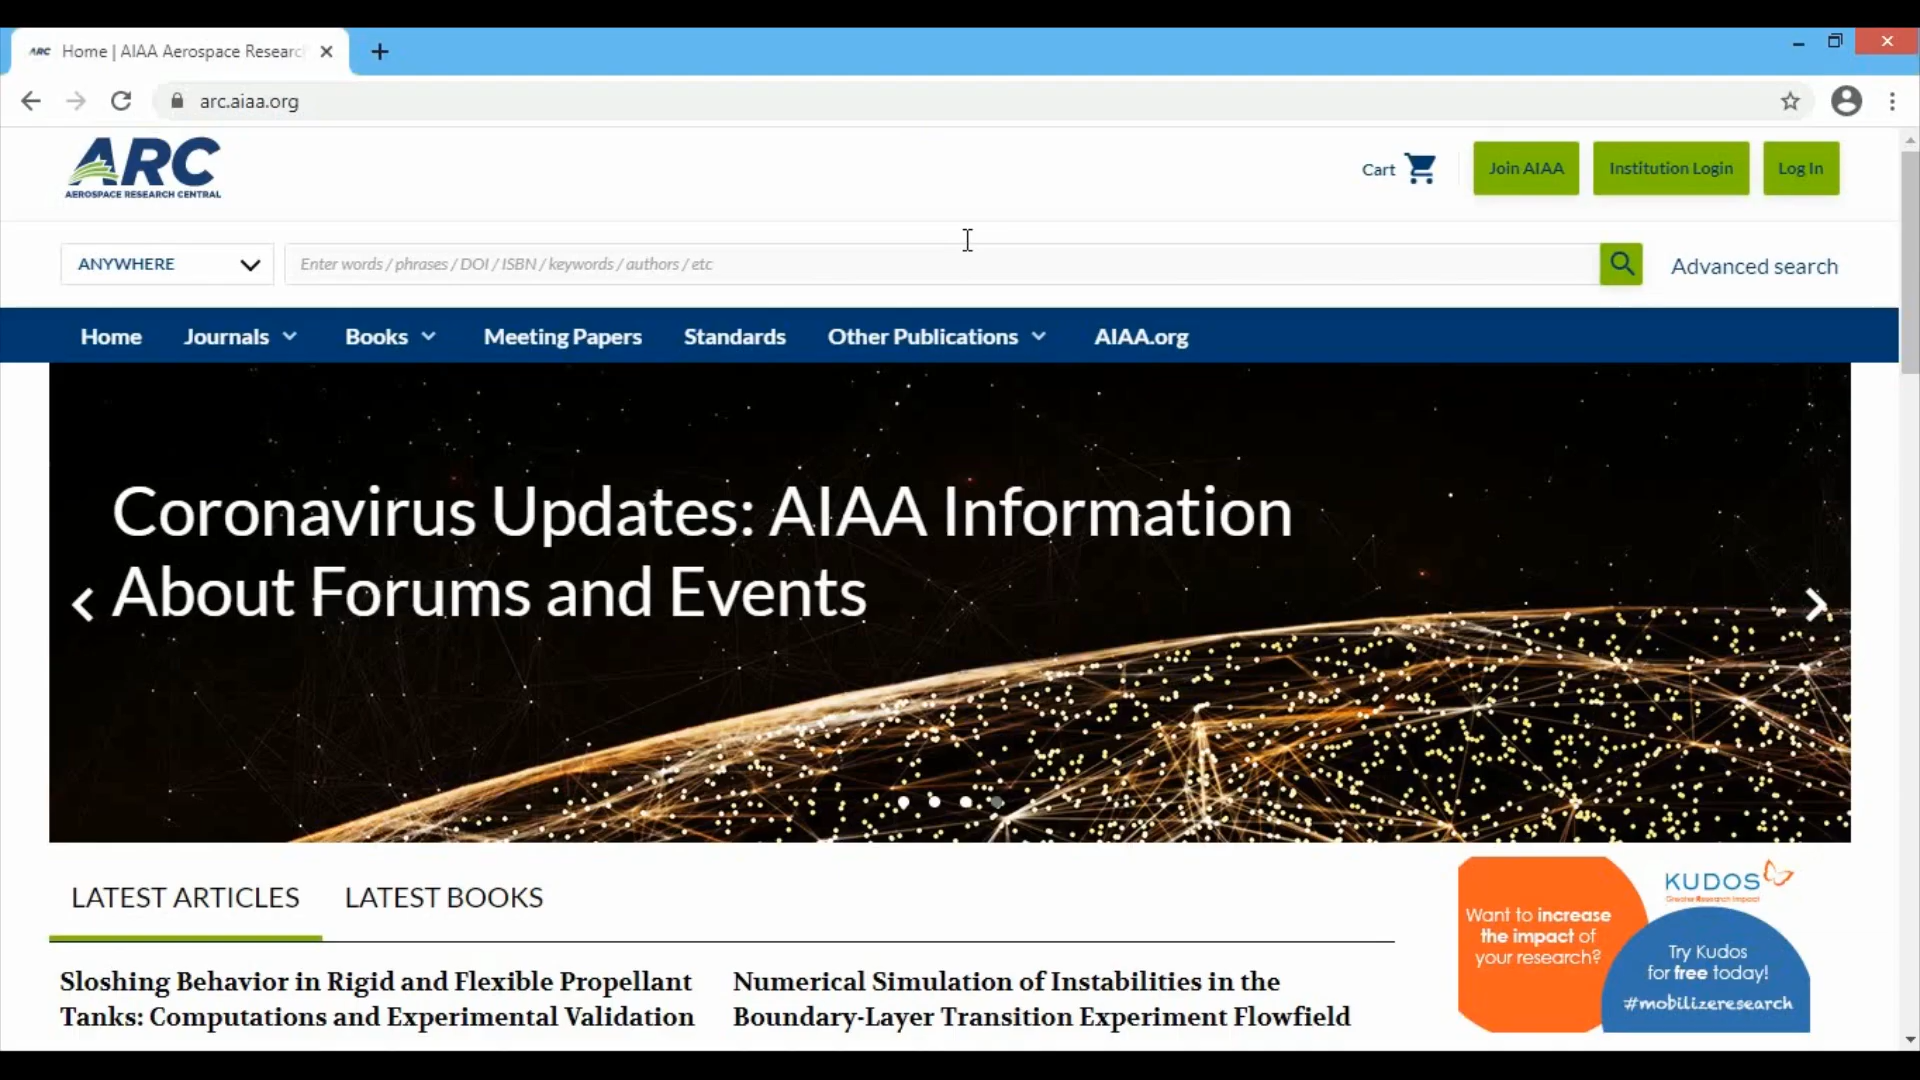 ARC Home | AIAA Aerospace Research
arc.aiaa.org
ARC
AEROSPACE RESEARCH CENTRAL
Cart
Join AIAA
Institution Login
Log In
ANYWHERE
Enter words / phrases / DOI / ISBN / keywords / authors / etc
Advanced search
Home Journals Books Meeting Papers Standards Other Publications AIAA.org
Coronavirus Updates: AIAA Information
About Forums and Events
LATEST ARTICLES LATEST BOOKS
Sloshing Behavior in Rigid and Flexible Propellant
Tanks: Computations and Experimental Validation
Numerical Simulation of Instabilities in the
Boundary-Layer Transition Experiment Flowfield
KUDOS
Greater Research Impact
Want to increase
the impact of
your research?
Try Kudos
for free today!
#mobilizeresearch